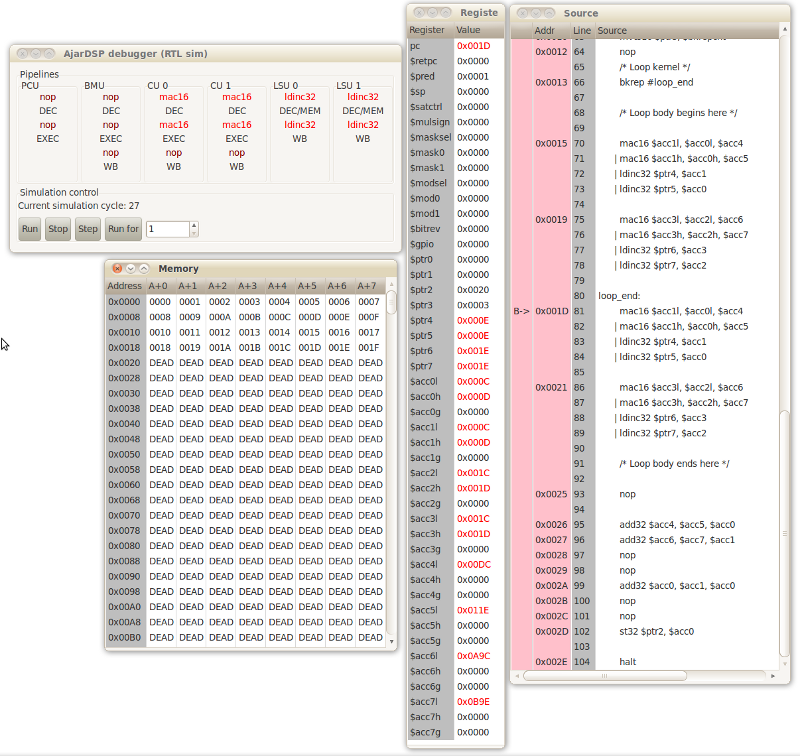 AjarDSP debugger (RTL sim)
Pipelines
PCU BMU CU 0 CU 1 LSU 0 LSU 1
nop nop mac16 mac16 ldinc32 ldinc32
DEC DEC DEC DEC DEC/MEM DEC/MEM
nop nop mac16 mac16 ldinc32 ldinc32
EXEC EXEC EXEC EXEC WB WB
nop nop nop
WB WB WB
Simulation control
Current simulation cycle: 27
Run Stop Step Run for 1
Memory
Address A+0 A+1 A+2 A+3 A+4 A+5 A+6 A+7
0x0000 0000 0001 0002 0003 0004 0005 0006 0007
0x0008 0008 0009 000A 000B 000C 000D 000E 000F
0x0010 0010 0011 0012 0013 0014 0015 0016 0017
0x0018 0018 0019 001A 001B 001C 001D 001E 001F
0x0020 DEAD DEAD DEAD DEAD DEAD DEAD DEAD DEAD
0x0028 DEAD DEAD DEAD DEAD DEAD DEAD DEAD DEAD
0x0030 DEAD DEAD DEAD DEAD DEAD DEAD DEAD DEAD
0x0038 DEAD DEAD DEAD DEAD DEAD DEAD DEAD DEAD
0x0040 DEAD DEAD DEAD DEAD DEAD DEAD DEAD DEAD
0x0048 DEAD DEAD DEAD DEAD DEAD DEAD DEAD DEAD
0x0050 DEAD DEAD DEAD DEAD DEAD DEAD DEAD DEAD
0x0058 DEAD DEAD DEAD DEAD DEAD DEAD DEAD DEAD
0x0060 DEAD DEAD DEAD DEAD DEAD DEAD DEAD DEAD
0x0068 DEAD DEAD DEAD DEAD DEAD DEAD DEAD DEAD
0x0070 DEAD DEAD DEAD DEAD DEAD DEAD DEAD DEAD
0x0078 DEAD DEAD DEAD DEAD DEAD DEAD DEAD DEAD
0x0080 DEAD DEAD DEAD DEAD DEAD DEAD DEAD DEAD
0x0088 DEAD DEAD DEAD DEAD DEAD DEAD DEAD DEAD
0x0090 DEAD DEAD DEAD DEAD DEAD DEAD DEAD DEAD
0x0098 DEAD DEAD DEAD DEAD DEAD DEAD DEAD DEAD
0x00A0 DEAD DEAD DEAD DEAD DEAD DEAD DEAD DEAD
0x00A8 DEAD DEAD DEAD DEAD DEAD DEAD DEAD DEAD
0x00B0 DEAD DEAD DEAD DEAD DEAD DEAD DEAD DEAD
Registe
Register Value
pc 0x001D
$retpc 0x0000
$pred 0x0001
$sp 0x0000
$satctrl 0x0000
$mulsign 0x0000
$masksel 0x0000
$mask0 0x0000
$mask1 0x0000
$modsel 0x0000
$mod0 0x0000
$mod1 0x0000
$bitrev 0x0000
$gpio 0x0000
$ptr0 0x0000
$ptr1 0x0000
$ptr2 0x0020
$ptr3 0x0003
$ptr4 0x000E
$ptr5 0x000E
$ptr6 0x001E
$ptr7 0x001E
$acc0l 0x000C
$acc0h 0x000D
$acc0g 0x0000
$acc1l 0x000C
$acc1h 0x000D
$acc1g 0x0000
$acc2l 0x001C
$acc2h 0x001D
$acc2g 0x0000
$acc3l 0x001C
$acc3h 0x001D
$acc3g 0x0000
$acc4l 0x00DC
$acc4h 0x0000
$acc4g 0x0000
$acc5l 0x011E
$acc5h 0x0000
$acc5g 0x0000
$acc6l 0x0A9C
$acc6h 0x0000
$acc6g 0x0000
$acc7l 0x0B9E
$acc7h 0x0000
$acc7g 0x0000
Source
Addr Line Source
0x0012 64 nop
65 /* Loop kernel */
0x0013 66 bkrep #loop_end
67
68 /* Loop body begins here */
69
0x0015 70 mac16 $acc1l, $acc0l, $acc4
71 | mac16 $acc1h, $acc0h, $acc5
72 | ldinc32 $ptr4, $acc1
73 | ldinc32 $ptr5, $acc0
74
0x0019 75 mac16 $acc3l, $acc2l, $acc6
76 | mac16 $acc3h, $acc2h, $acc7
77 | ldinc32 $ptr6, $acc3
78 | ldinc32 $ptr7, $acc2
79
80 loop_end:
B-> 0x001D 81 mac16 $acc1l, $acc0l, $acc4
82 | mac16 $acc1h, $acc0h, $acc5
83 | ldinc32 $ptr4, $acc1
84 | ldinc32 $ptr5, $acc0
85
0x0021 86 mac16 $acc3l, $acc2l, $acc6
87 | mac16 $acc3h, $acc2h, $acc7
88 | ldinc32 $ptr6, $acc3
89 | ldinc32 $ptr7, $acc2
90
91 /* Loop body ends here */
92
0x0025 93 nop
94
0x0026 95 add32 $acc4, $acc5, $acc0
0x0027 96 add32 $acc6, $acc7, $acc1
0x0028 97 nop
0x0029 98 nop
0x002A 99 add32 $acc0, $acc1, $acc0
0x002B 100 nop
0x002C 101 nop
0x002D 102 st32 $ptr2, $acc0
103
0x002E 104 halt